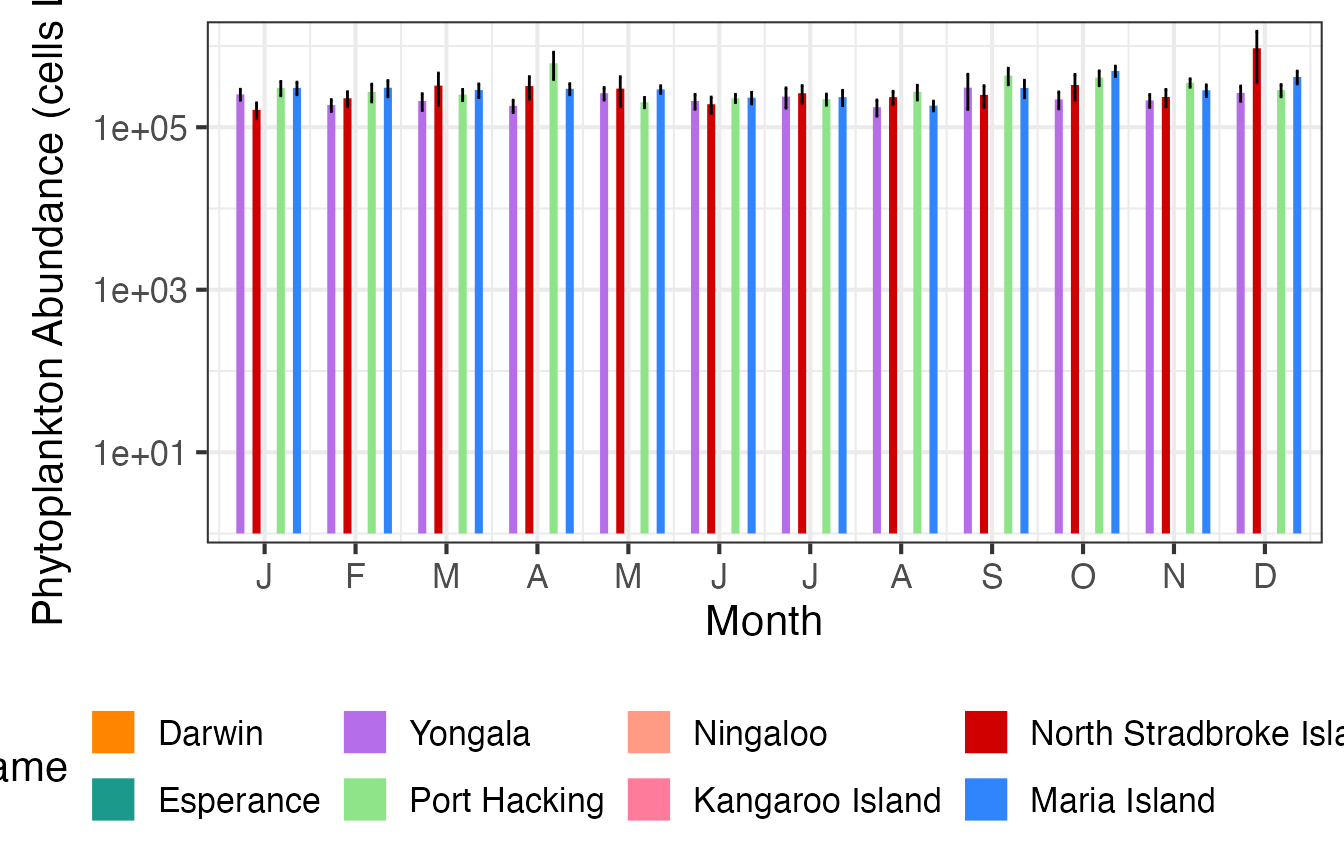 Phytoplankton Abundance (cells
1e+05
1e+03
1e+01
J F M A M J J A S O N D
Month
Darwin Yongala Ningaloo North Stradbroke
ame Esperance Port Hacking Kangaroo Island Maria Island